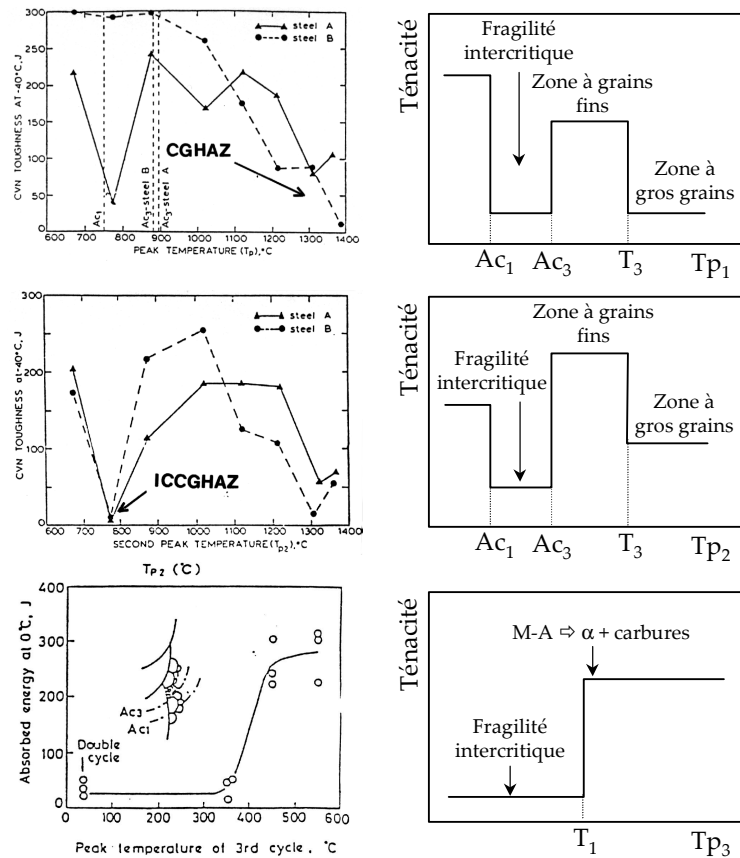 CVN TOUGHNESS AT -40°C, J
300
250
200
150
100
50
0
steel A
steel B
CGHAZ
Ac₁
Ac₃-steel B
Ac₃-steel A
600 700 800 900 1000 1100 1200 1300 1400
PEAK TEMPERATURE (Tp), °C
Ténacité
Fragilité
intercritique
Zone à grains
fins
Zone à
gros grains
Ac₁ Ac₃ T₃ Tp₁
CVN TOUGHNESS at -40°C, J
300
200
100
0
steel A
steel B
ICCGHAZ
600 700 800 900 1000 1100 1200 1300 1400
SECOND PEAK TEMPERATURE (Tp2), °C
Ténacité
Zone à grains
fins
Fragilité
intercritique
Zone à
gros grains
Ac₁ Ac₃ T₃ Tp₂
TP2 (°C)
Absorbed energy at 0°C, J
400
300
200
100
0
Ac3
Ac1
Double
cycle
0 100 200 300 400 500 600
Peak temperature of 3rd cycle, °C
Ténacité
M-A ⇨ α + carbures
Fragilité
intercritique
T₁ Tp₃